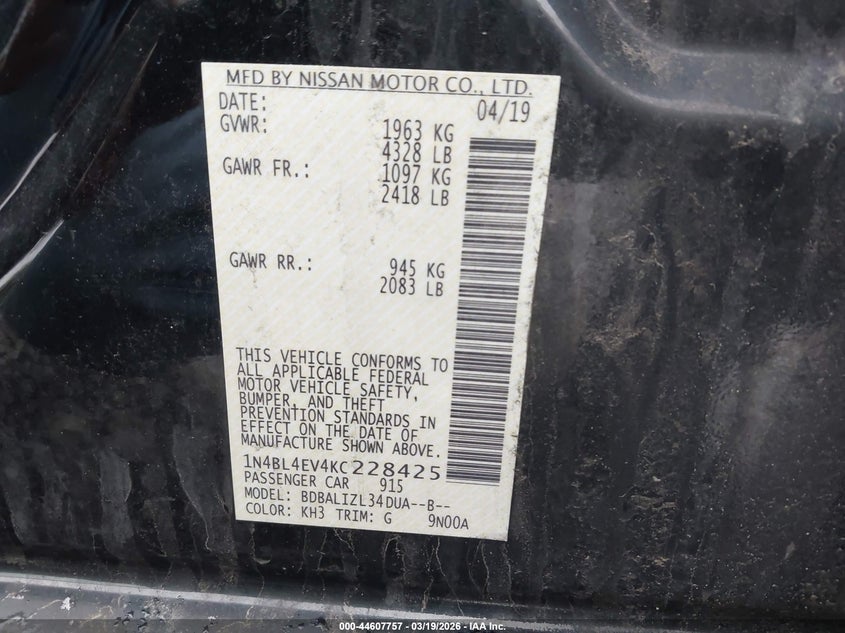 MFD BY NISSAN MOTOR CO., LTD.
DATE: 04/19
GVWR: 1963 KG
4328 LB
GAWR FR.: 1097 KG
2418 LB
GAWR RR.: 945 KG
2083 LB
THIS VEHICLE CONFORMS TO
ALL APPLICABLE FEDERAL
MOTOR VEHICLE SAFETY,
BUMPER, AND THEFT
PREVENTION STANDARDS IN
EFFECT ON THE DATE OF
MANUFACTURE SHOWN ABOVE.
1N4BL4EV4KC228425
PASSENGER CAR 915
MODEL: BDBALIZL34DUA--B--
COLOR: KH3 TRIM: G 9N00A
000-44607757 - 03/19/2026 - IAA Inc.